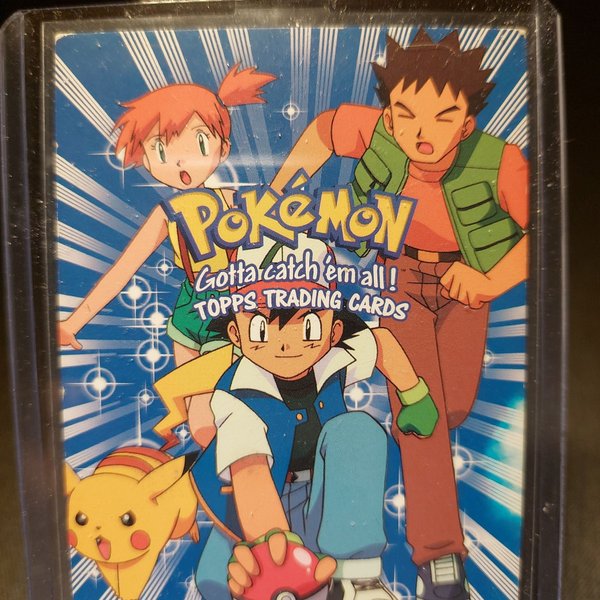 POKéMON
Gotta catch 'em all!
TOPPS TRADING CARDS